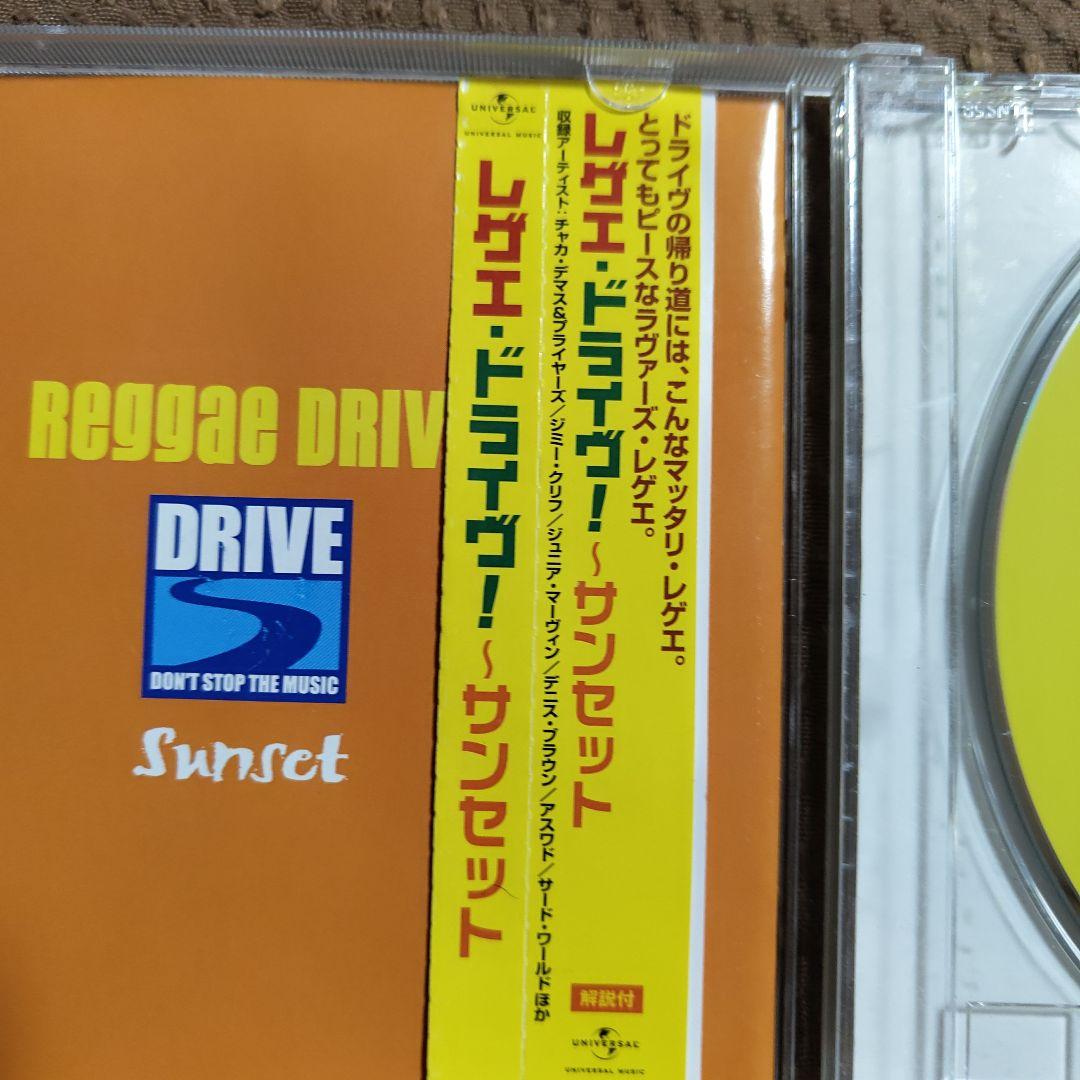 Reggae DRIV
DRIVE
DON'T STOP THE MUSIC
Sunset
ドライヴの帰り道には、こんなマッタリ・レゲエ。
とってもピースなラヴァーズ・レゲエ。
レゲエ・ドライヴ!~サンセット
収録アーティスト:チャカ・デマス&プライヤーズ/ジミー・クリフ/ジュニア・マーヴィン/デニス・ブラウン/アスワド/サード・ワールドほか
解説付
UNIVERSAL
UNIVERSAL MUSIC
UNIVERSAL
UNIVERSAL MUSIC
レゲエ・ドライヴ!~サンセット